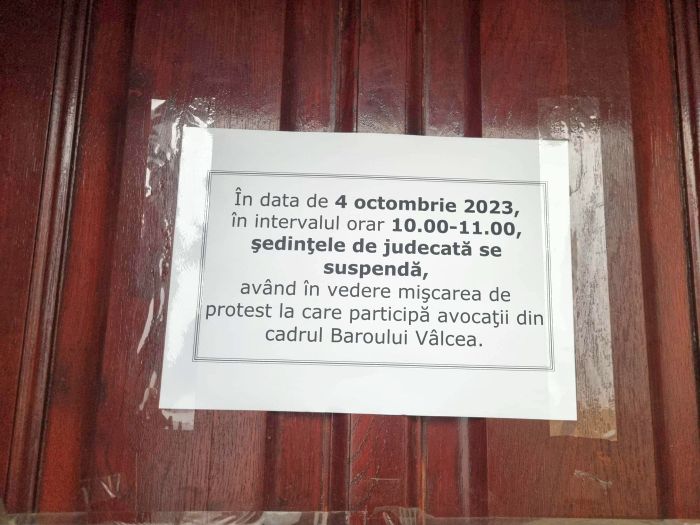 În data de 4 octombrie 2023,
în intervalul orar 10.00-11.00,
şedinţele de judecată se
suspendă,
având în vedere mişcarea de
protest la care participă avocaţii din
cadrul Baroului Vâlcea.